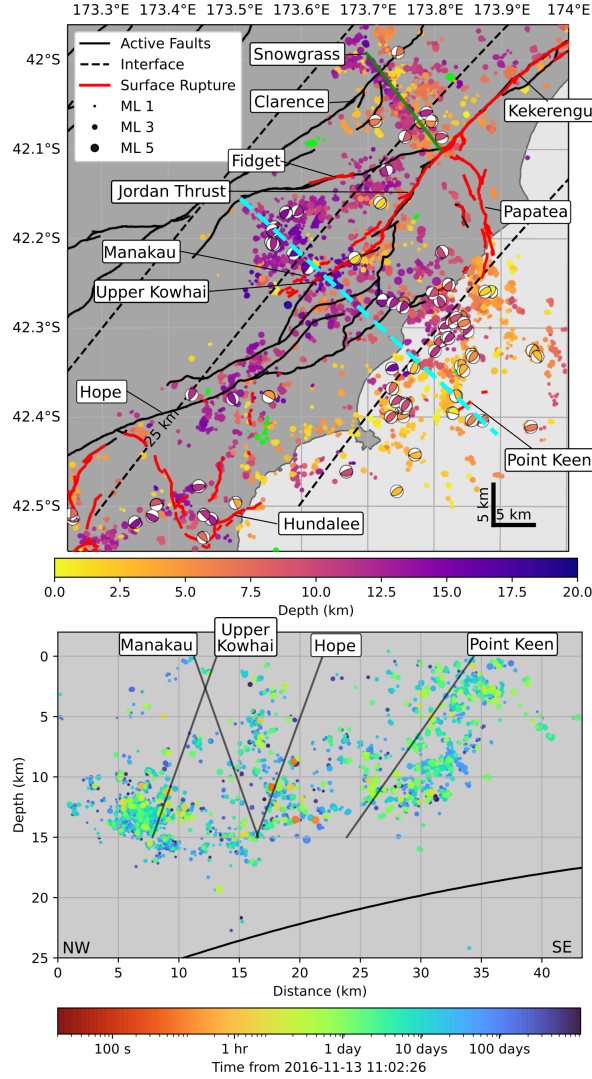 173.3°E 173.4°E 173.5°E 173.6°E 173.7°E 173.8°E 173.9°E 174°E
Active Faults
Interface
Surface Rupture
ML 1
ML 3
ML 5
Snowgrass
Clarence
Kekerengu
Fidget
Jordan Thrust
Papatea
Manakau
Upper Kowhai
Hope
25 km
Point Keen
Hundalee
5 km
5 km
42°S
42.1°S
42.2°S
42.3°S
42.4°S
42.5°S
0.0 2.5 5.0 7.5 10.0 12.5 15.0 17.5 20.0
Depth (km)
Manakau
Upper
Kowhai
Hope
Point Keen
0
5
10
15
20
25
Depth (km)
NW
SE
0 5 10 15 20 25 30 35 40
Distance (km)
100 s 1 hr 1 day 10 days 100 days
Time from 2016-11-13 11:02:26